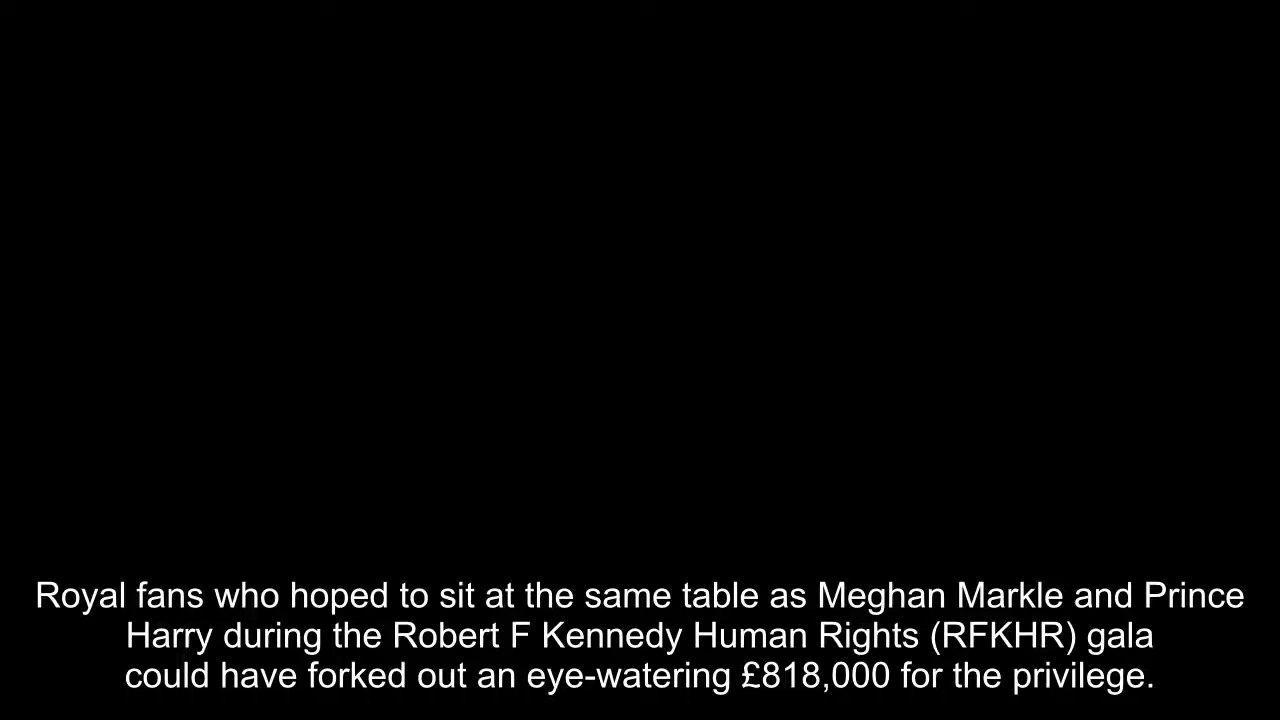 Royal fans who hoped to sit at the same table as Meghan Markle and Prince
Harry during the Robert F Kennedy Human Rights (RFKHR) gala
could have forked out an eye-watering £818,000 for the privilege.